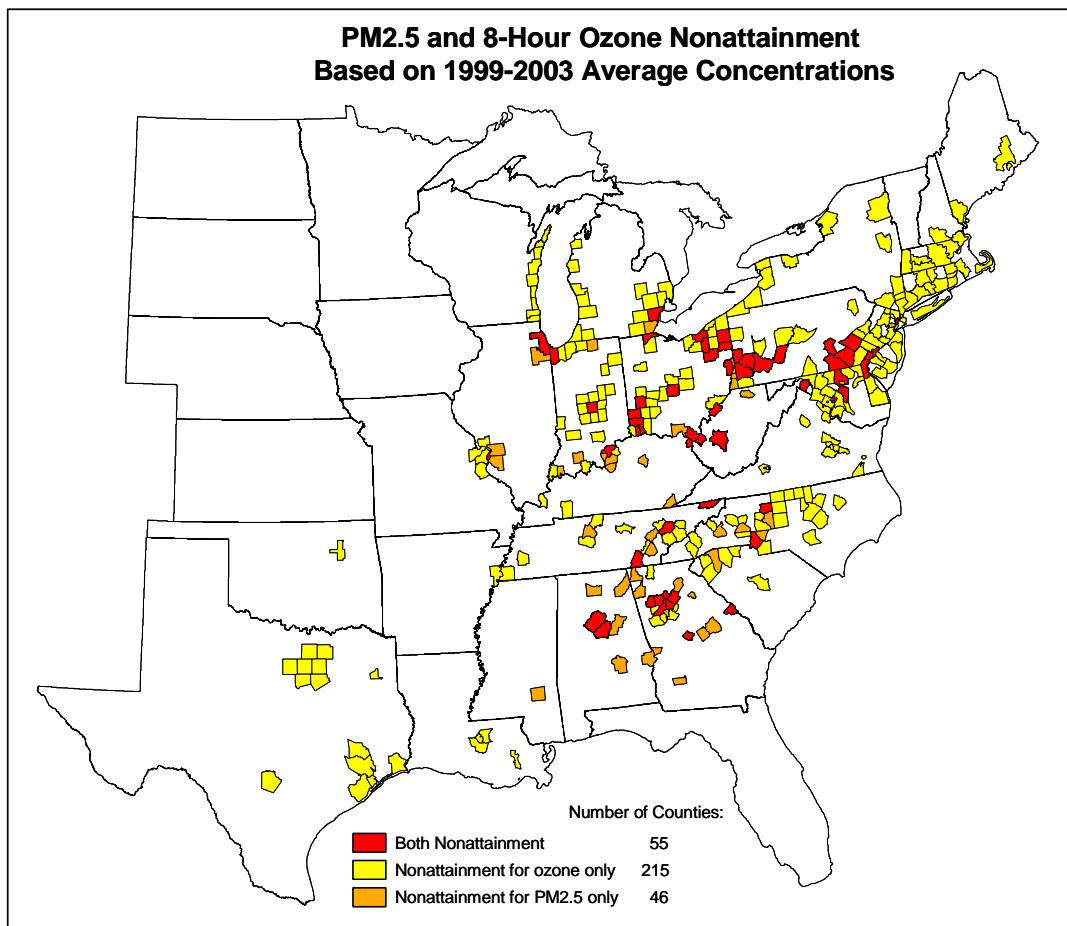 PM2.5 and 8-Hour Ozone Nonattainment
Based on 1999-2003 Average Concentrations
Number of Counties:
Both Nonattainment 55
Nonattainment for ozone only 215
Nonattainment for PM2.5 only 46